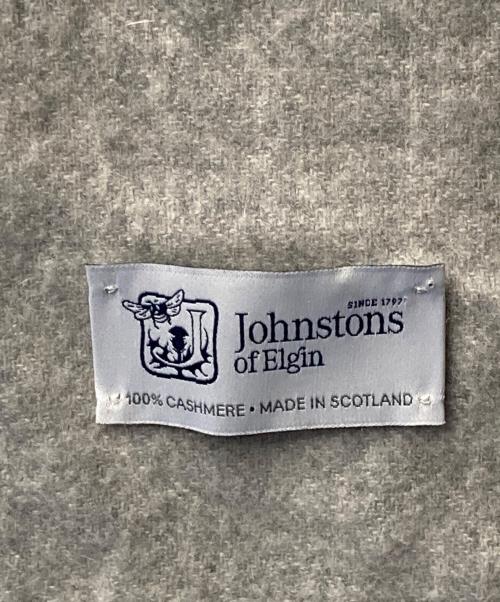 SINCE 1797
Johnstons
of Elgin
100% CASHMERE • MADE IN SCOTLAND